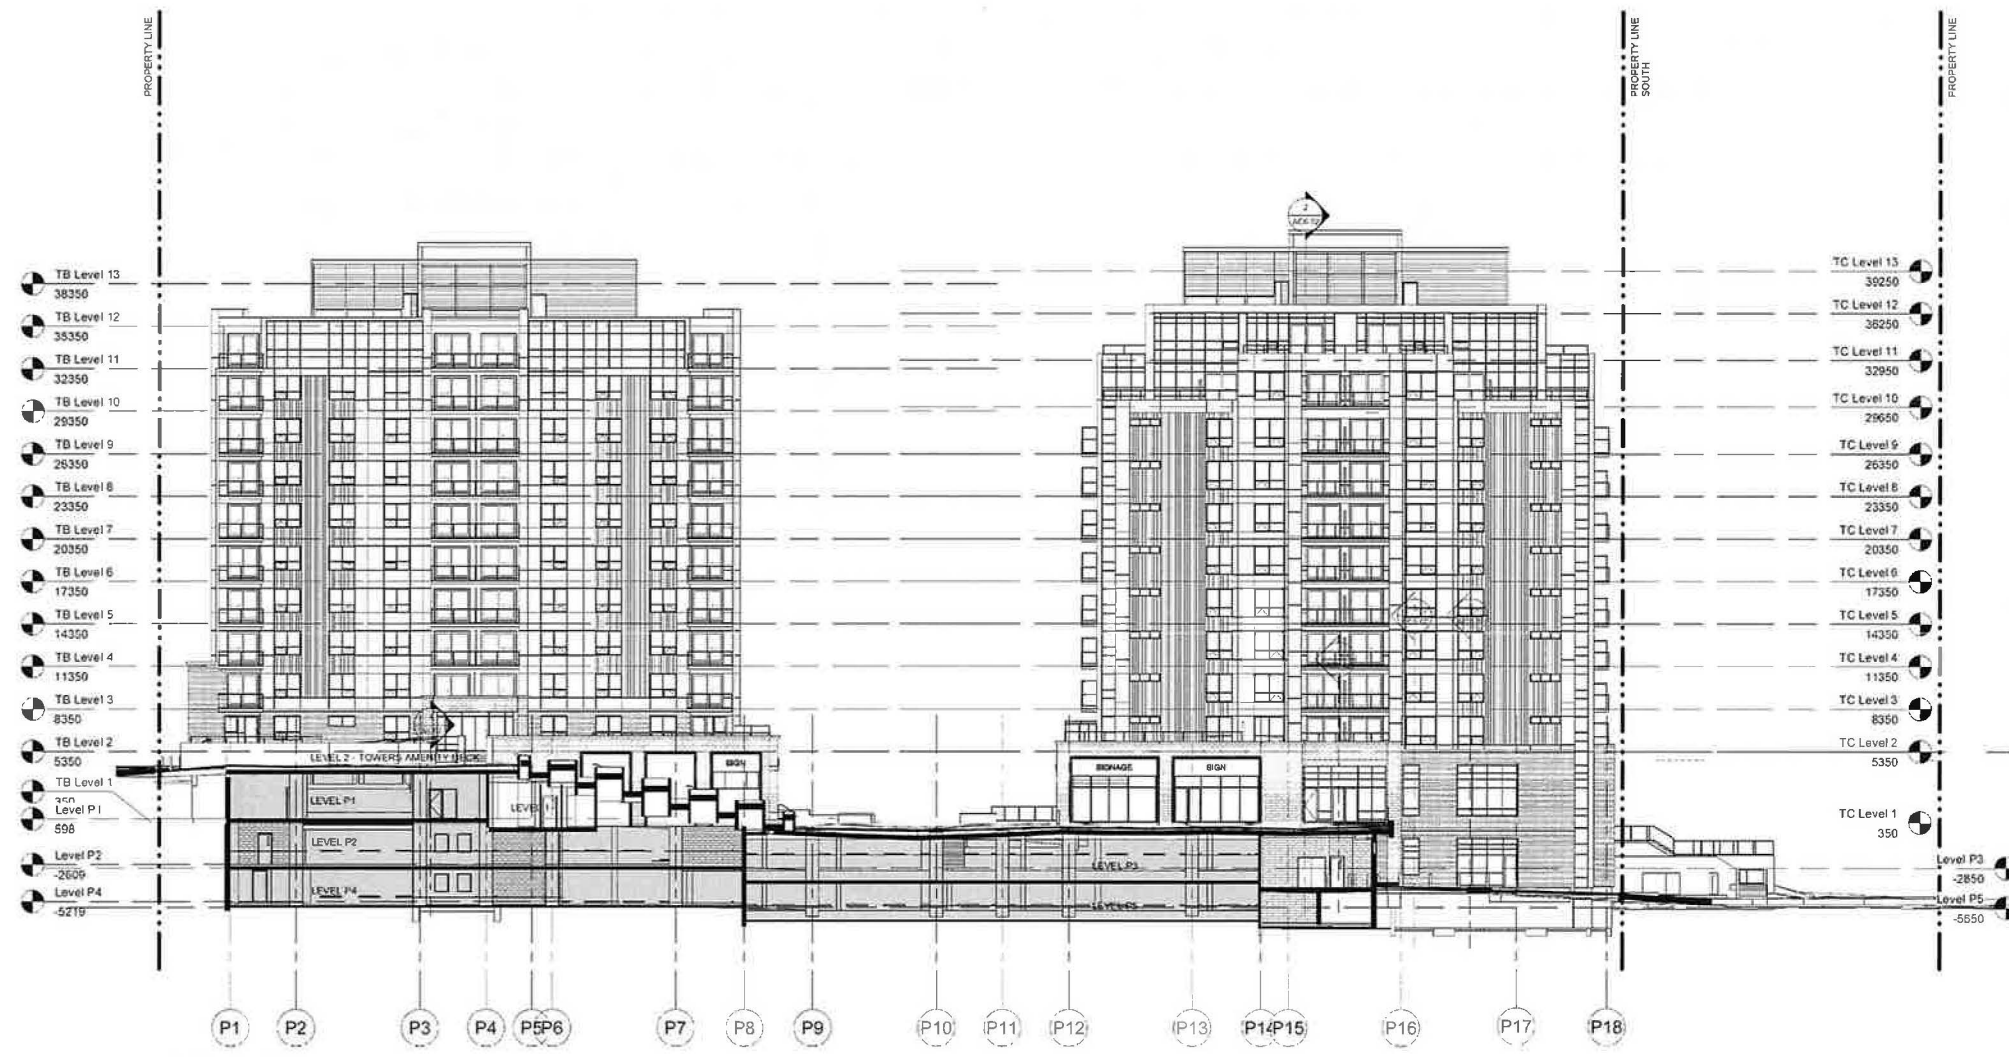 PROPERTY LINE
PROPERTY LINE
SOUTH
PROPERTY LINE
2
TB Level 13
38350
TB Level 12
35350
TB Level 11
32350
TB Level 10
29350
TB Level 9
26350
TB Level 8
23350
TB Level 7
20350
TB Level 6
17350
TB Level 5
14350
TB Level 4
11350
TB Level 3
8350
TB Level 2
5350
TB Level 1
350
Level P1
598
Level P2
-2609
Level P4
-5219
TC Level 13
39250
TC Level 12
36250
TC Level 11
32950
TC Level 10
29650
TC Level 9
26350
TC Level 8
23350
TC Level 7
20350
TC Level 6
17350
TC Level 5
14350
TC Level 4
11350
TC Level 3
8350
TC Level 2
5350
TC Level 1
350
Level P3
-2850
Level P5
-5550
LEVEL 2 - TOWERS AMENITY DECK
SIGN
SIGNAGE
SIGN
LEVEL P1
LEVEL
LEVEL P2
LEVEL P4
LEVEL P3
LEVEL P5
P1
P2
P3
P4
P5
P6
P7
P8
P9
P10
P11
P12
P13
P14
P15
P16
P17
P18